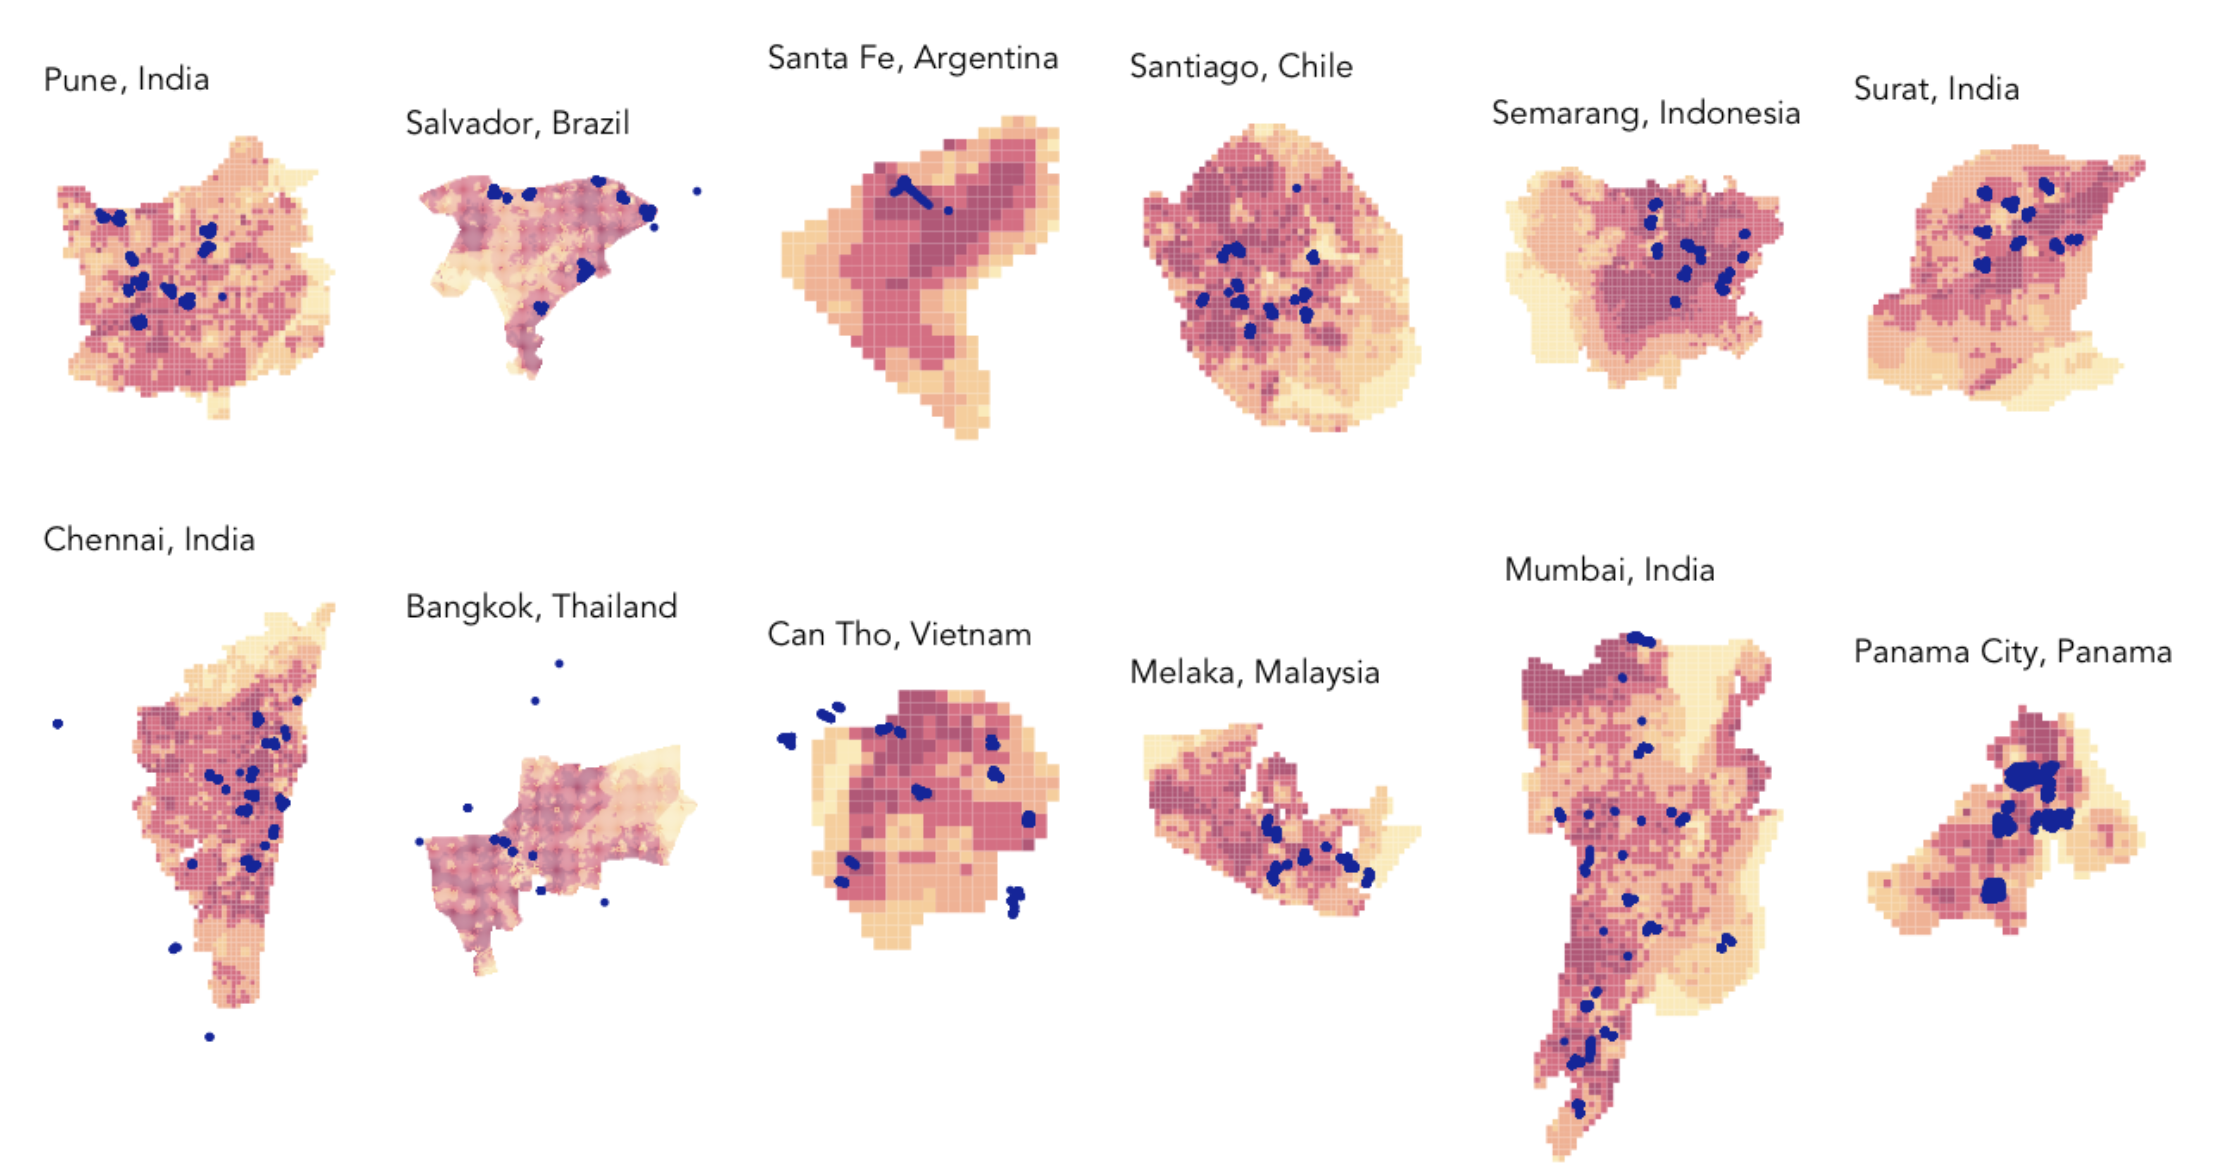 Pune, India
Salvador, Brazil
Santa Fe, Argentina
Santiago, Chile
Semarang, Indonesia
Surat, India
Chennai, India
Bangkok, Thailand
Can Tho, Vietnam
Melaka, Malaysia
Mumbai, India
Panama City, Panama